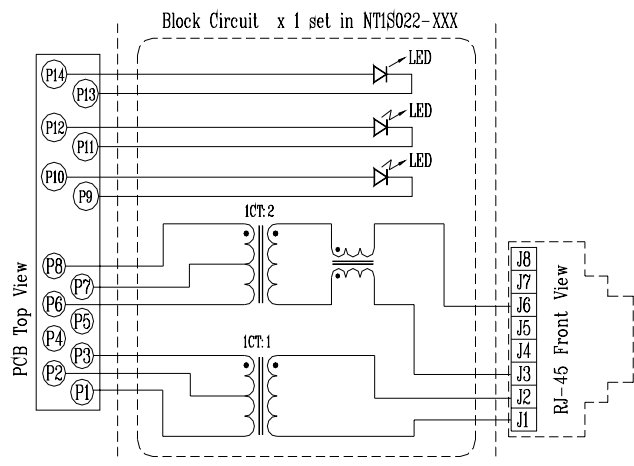 Block Circuit x 1 set in NT1S022-XXX
P14
LED
P13
P12
LED
P11
P10
LED
P9
1CT:2
P8
P7
P6
P5
P4
P3
P2
P1
1CT:1
J8
J7
J6
J5
J4
J3
J2
J1
PCB Top View
RJ-45 Front View